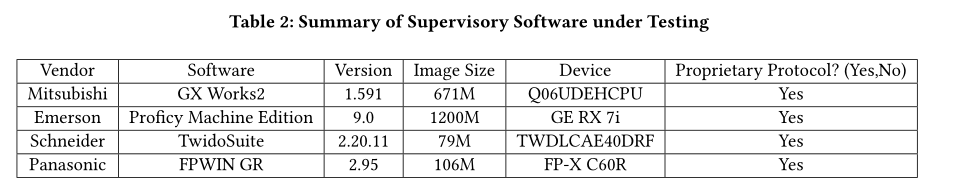 Table 2: Summary of Supervisory Software under Testing
Vendor Software Version Image Size Device Proprietary Protocol? (Yes,No)
Mitsubishi GX Works2 1.591 671M Q06UDEHCPU Yes
Emerson Proficy Machine Edition 9.0 1200M GE RX 7i Yes
Schneider TwidoSuite 2.20.11 79M TWDLCAE40DRF Yes
Panasonic FPWIN GR 2.95 106M FP-X C60R Yes